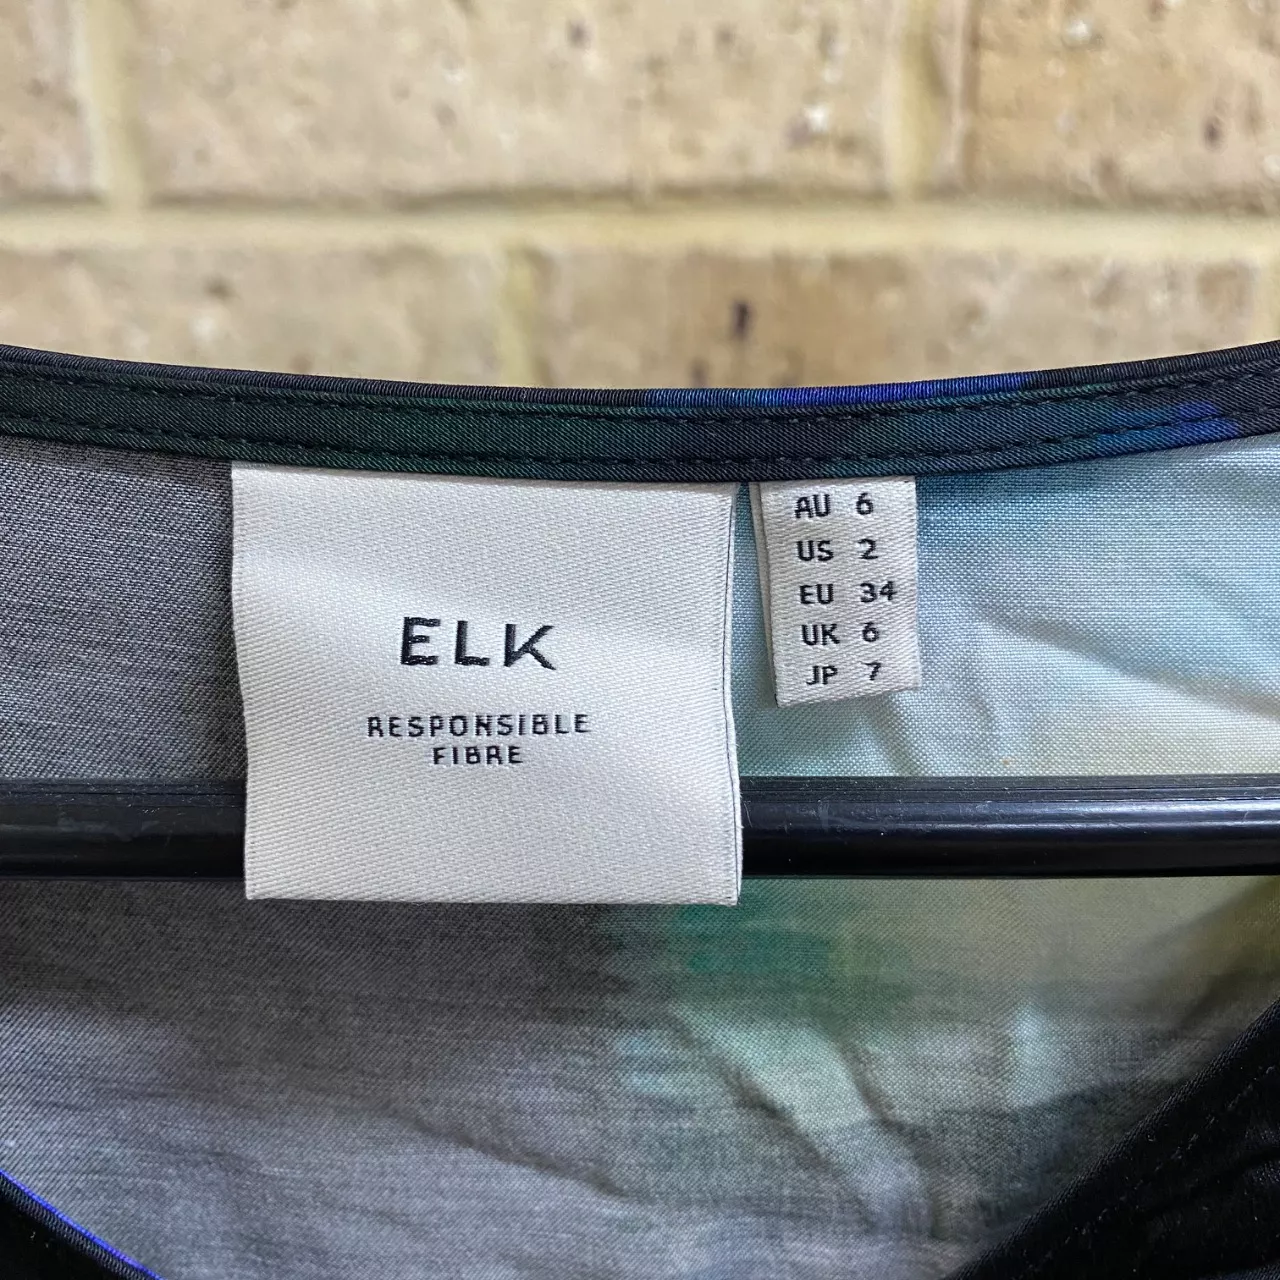 ELK
RESPONSIBLE
FIBRE
AU 6
US 2
EU 34
UK 6
JP 7